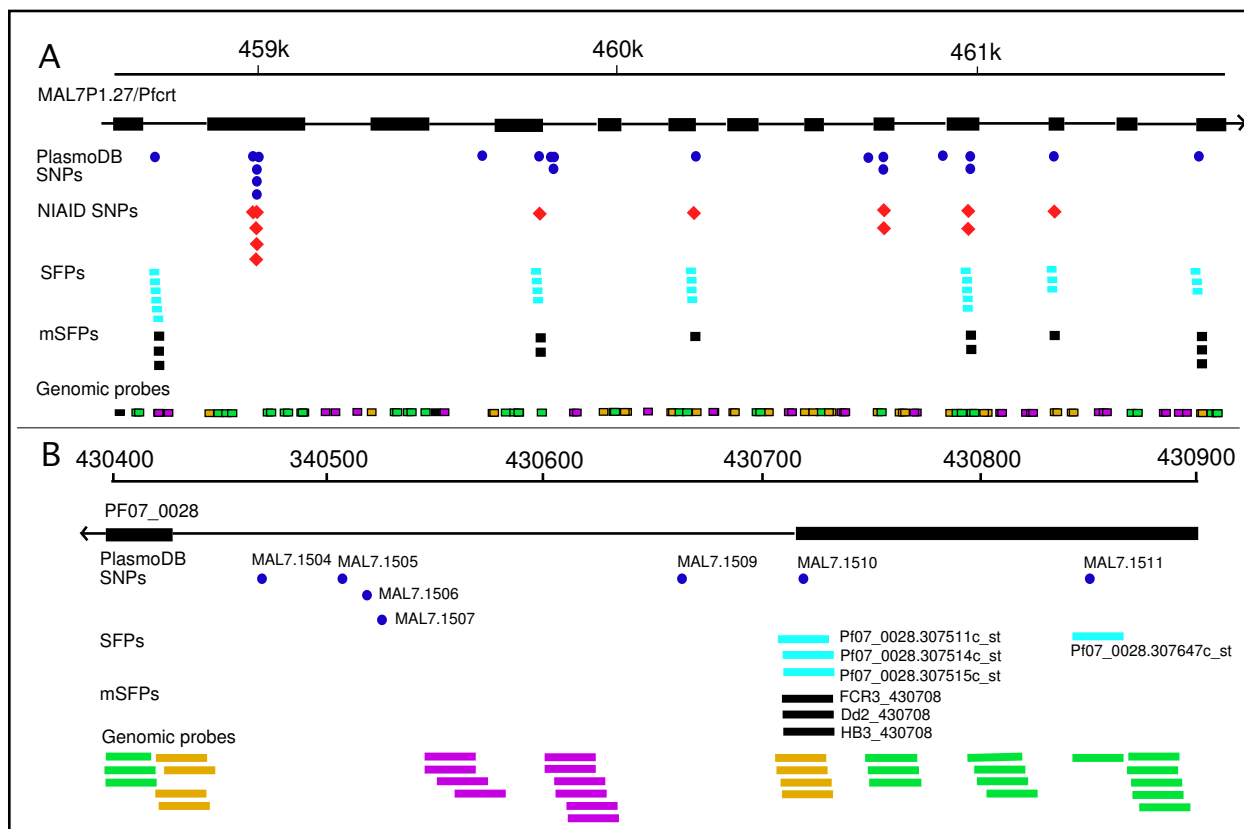 A
459k 460k 461k
MAL7P1.27/Pfcrt
PlasmoDB
SNPs
NIAID SNPs
SFPs
mSFPs
Genomic probes
B
430400 340500 430600 430700 430800 430900
PF07_0028
PlasmoDB
SNPs
MAL7.1504 MAL7.1505 MAL7.1509 MAL7.1510 MAL7.1511
MAL7.1506
MAL7.1507
SFPs
Pf07_0028.307511c_st
Pf07_0028.307514c_st
Pf07_0028.307647c_st
Pf07_0028.307515c_st
mSFPs
FCR3_430708
Dd2_430708
HB3_430708
Genomic probes